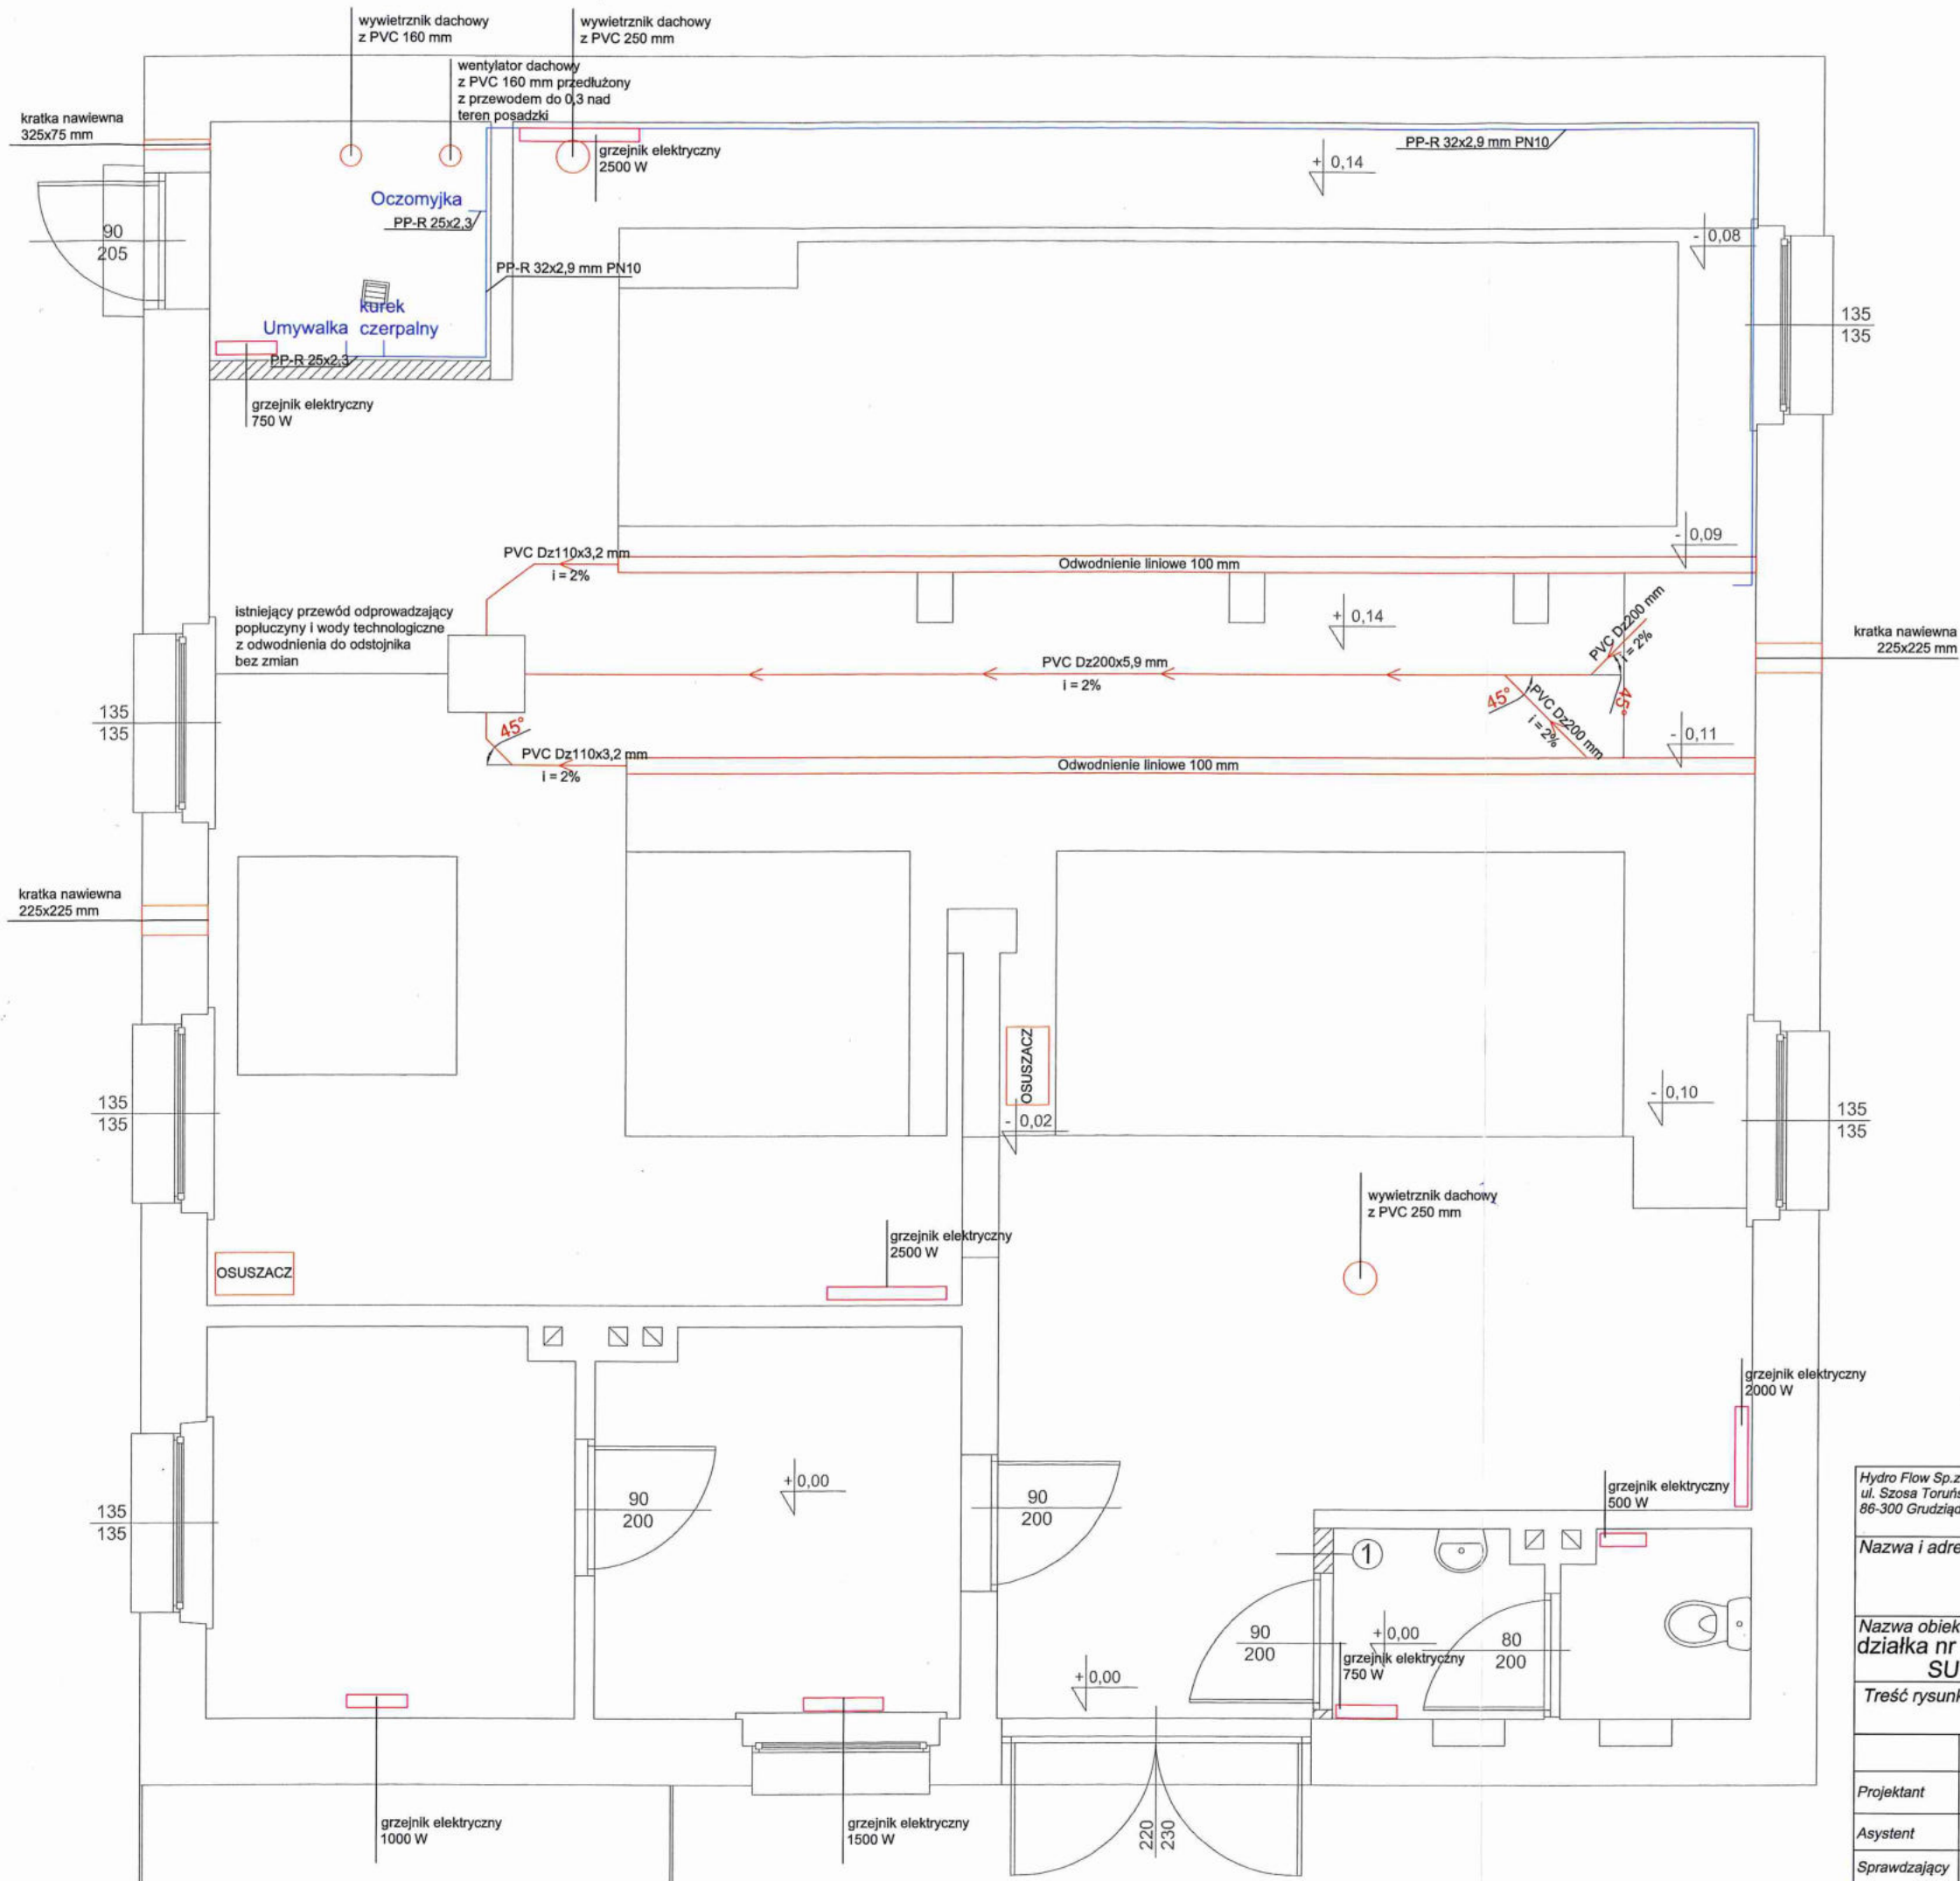 wywietrznik dachowy
z PVC 160 mm
wywietrznik dachowy
z PVC 250 mm
wentylator dachowy
z PVC 160 mm przedłużony
z przewodem do 0,3 nad
teren posadzki
kratka nawiewna
325x75 mm
grzejnik elektryczny
2500 W
PP-R 32x2,9 mm PN10
+ 0,14
Oczomyjka
PP-R 25x2,3
90
205
- 0,08
PP-R 32x2,9 mm PN10
kurek
Umywalka czerpalny
135
135
PP-R 25x2,3
grzejnik elektryczny
750 W
- 0,09
PVC Dz110x3,2 mm
i = 2%
Odwodnienie liniowe 100 mm
istniejący przewód odprowadzający
popłuczyny i wody technologiczne
z odwodnienia do odstojnika
bez zmian
+ 0,14
PVC Dz200 mm
i = 2%
kratka nawiewna
225x225 mm
PVC Dz200x5,9 mm
i = 2%
45°
45°
PVC Dz200 mm
i = 2%
135
135
45°
- 0,11
PVC Dz110x3,2 mm
i = 2%
Odwodnienie liniowe 100 mm
kratka nawiewna
225x225 mm
OSUSZACZ
- 0,02
- 0,10
135
135
135
135
wywietrznik dachowy
z PVC 250 mm
grzejnik elektryczny
2500 W
OSUSZACZ
grzejnik elektryczny
2000 W
+0,00
90
200
90
200
135
135
grzejnik elektryczny
500 W
1
90
200
+0,00
80
200
grzejnik elektryczny
750 W
+0,00
grzejnik elektryczny
1000 W
grzejnik elektryczny
1500 W
220
230
Hydro Flow Sp.z
ul. Szosa Toruńs
86-300 Grudziąd
Nazwa i adre
Nazwa obiek
działka nr
SU
Treść rysunk
Projektant
Asystent
Sprawdzający